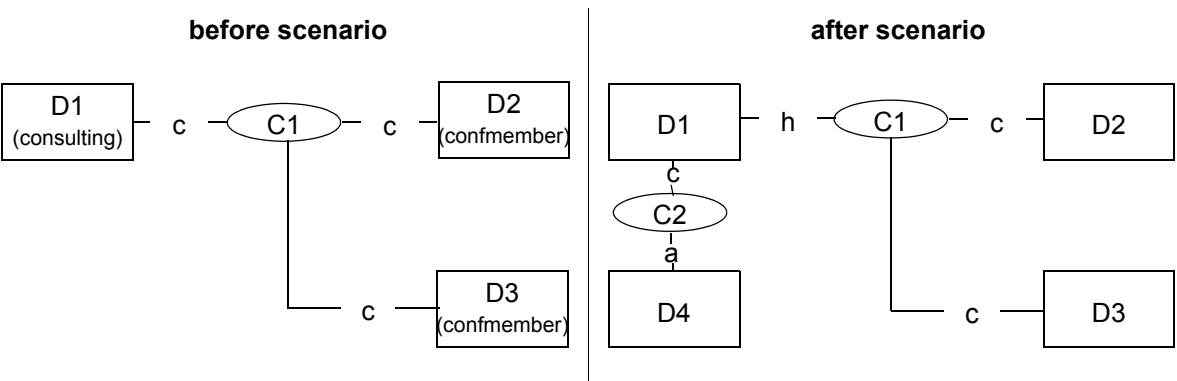 before scenario
D1
(consulting)
c
C1
c
D2
(confmember)
c
D3
(confmember)
after scenario
D1
h
C1
c
D2
c
C2
a
D4
c
D3